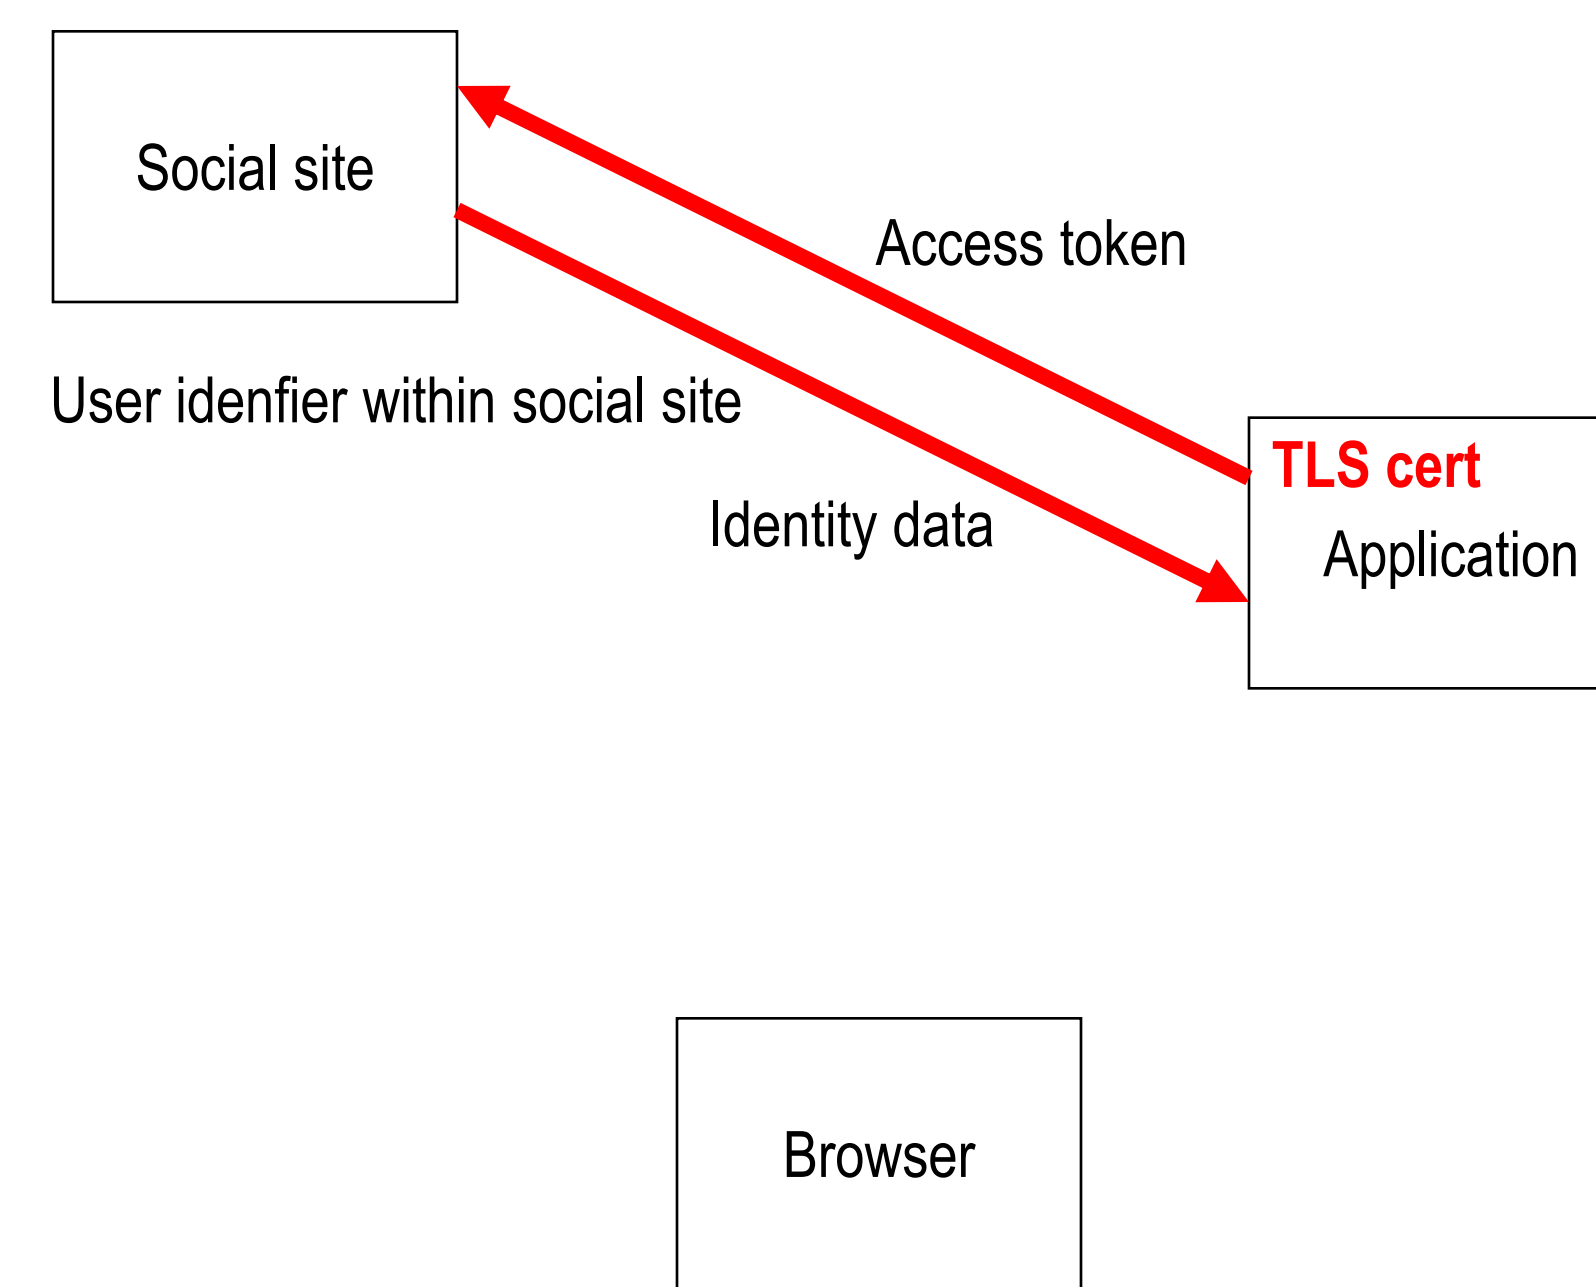 Social site
Access token
User idenfier within social site
TLS cert
Identity data
Application
Browser